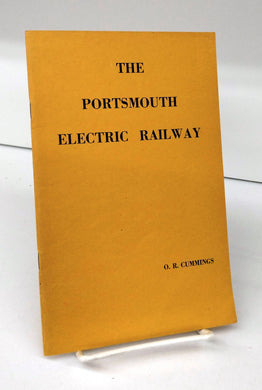 THE
PORTSMOUTH
ELECTRIC RAILWAY
O. R. CUMMINGS